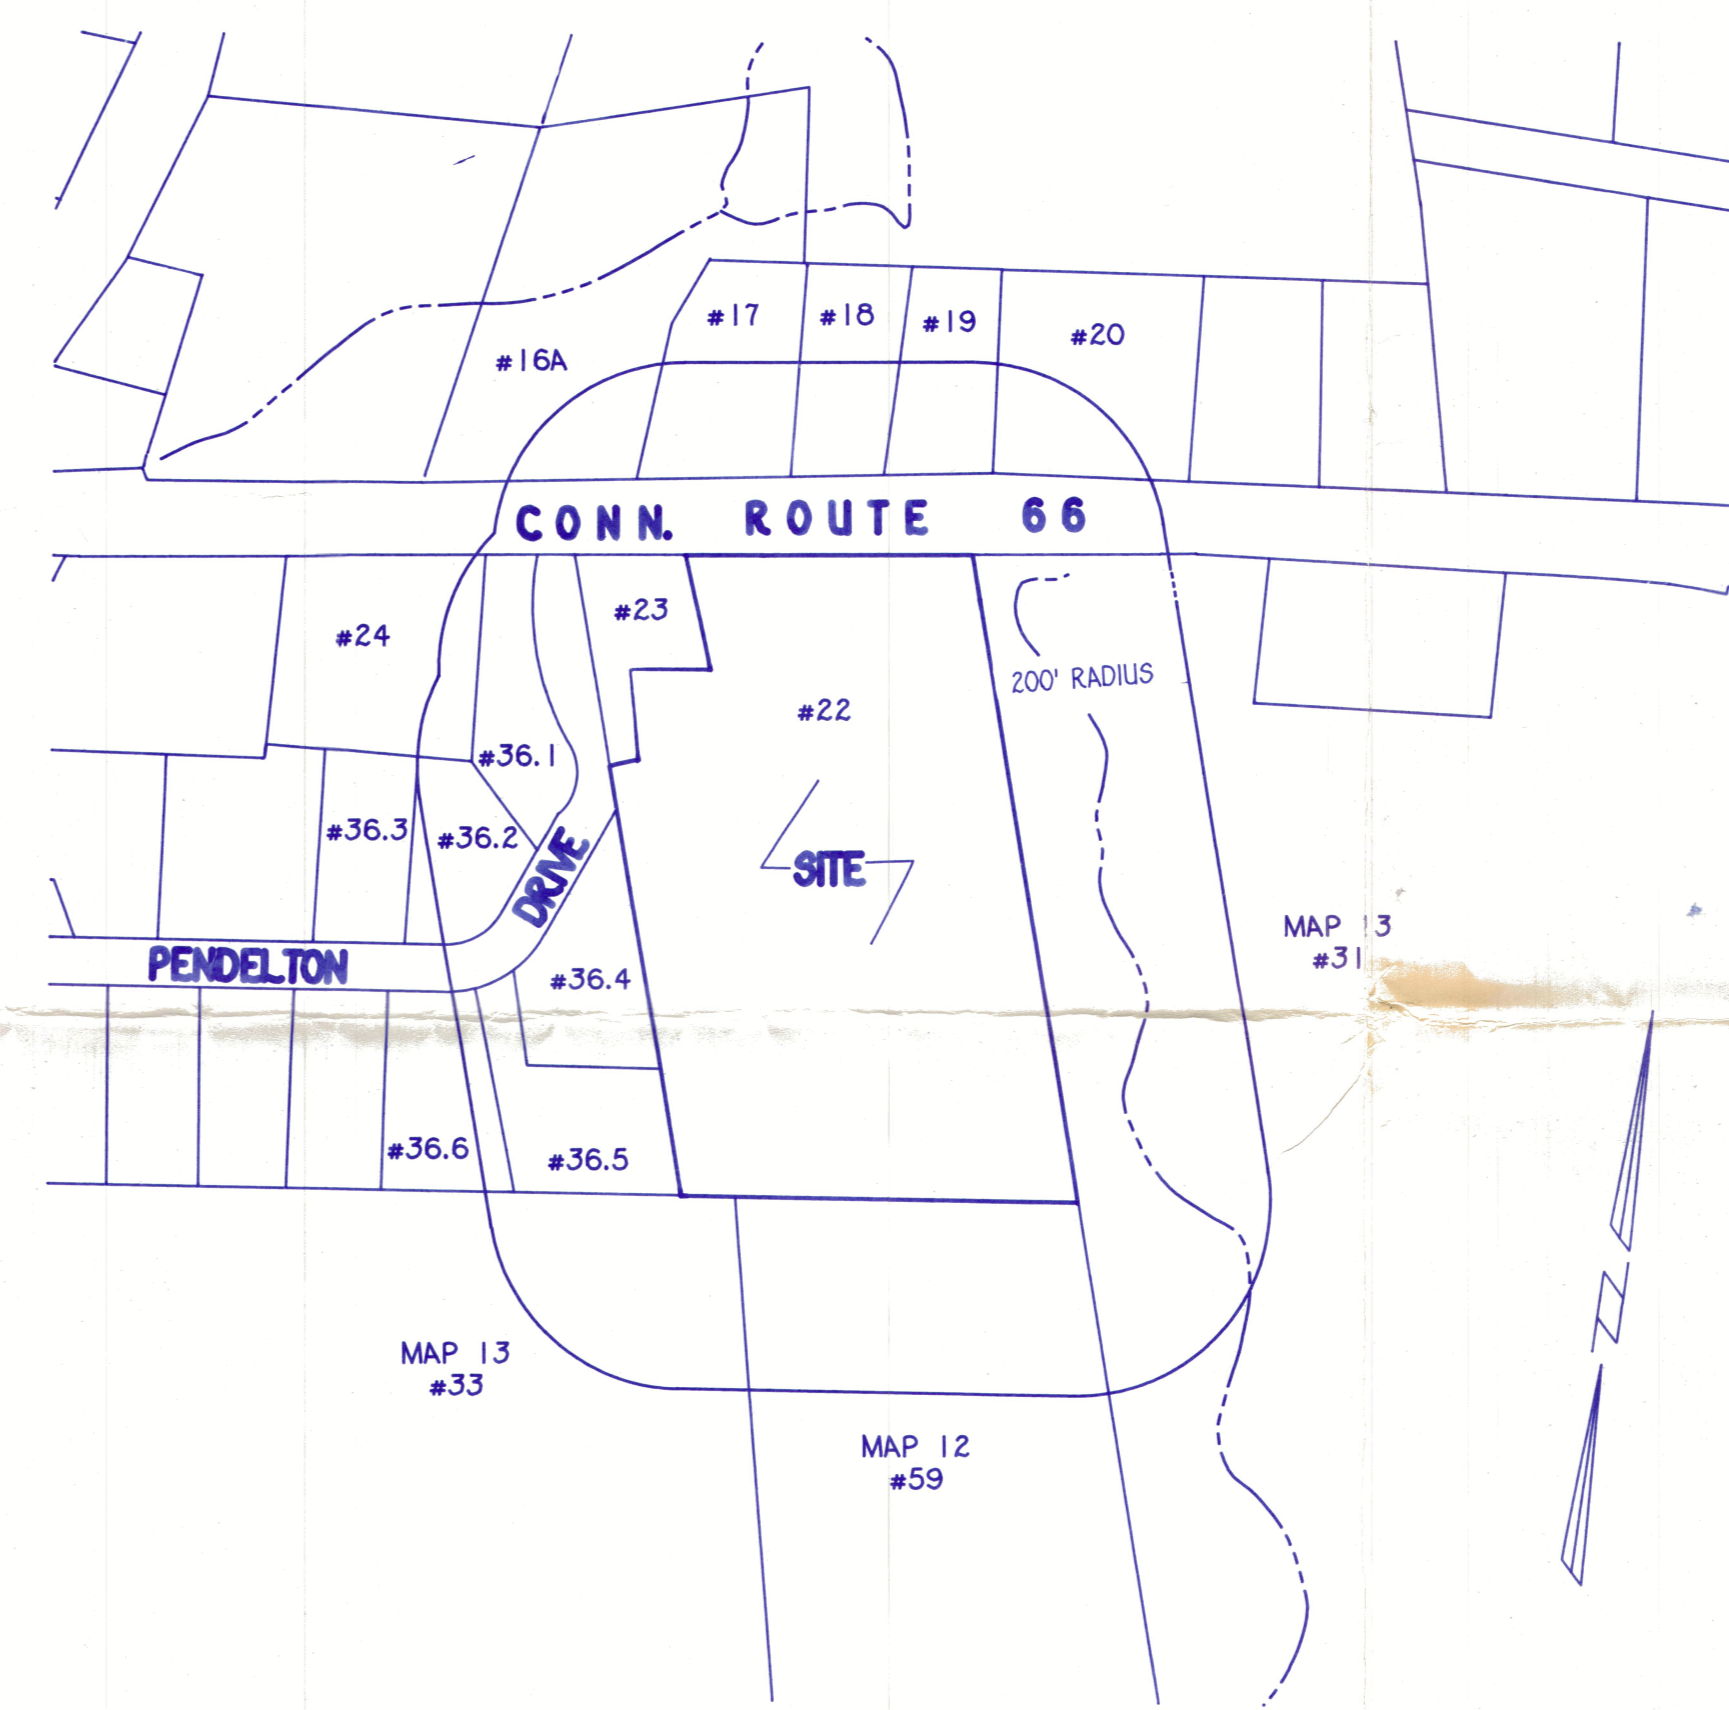 #17
#18
#19
#20
#16A
CONN. ROUTE 66
#23
#24
200' RADIUS
#22
#36.1
#36.3
#36.2
DRIVE
SITE
MAP 13
#31
PENDELTON
#36.4
#36.6
#36.5
N
MAP 13
#33
MAP 12
#59